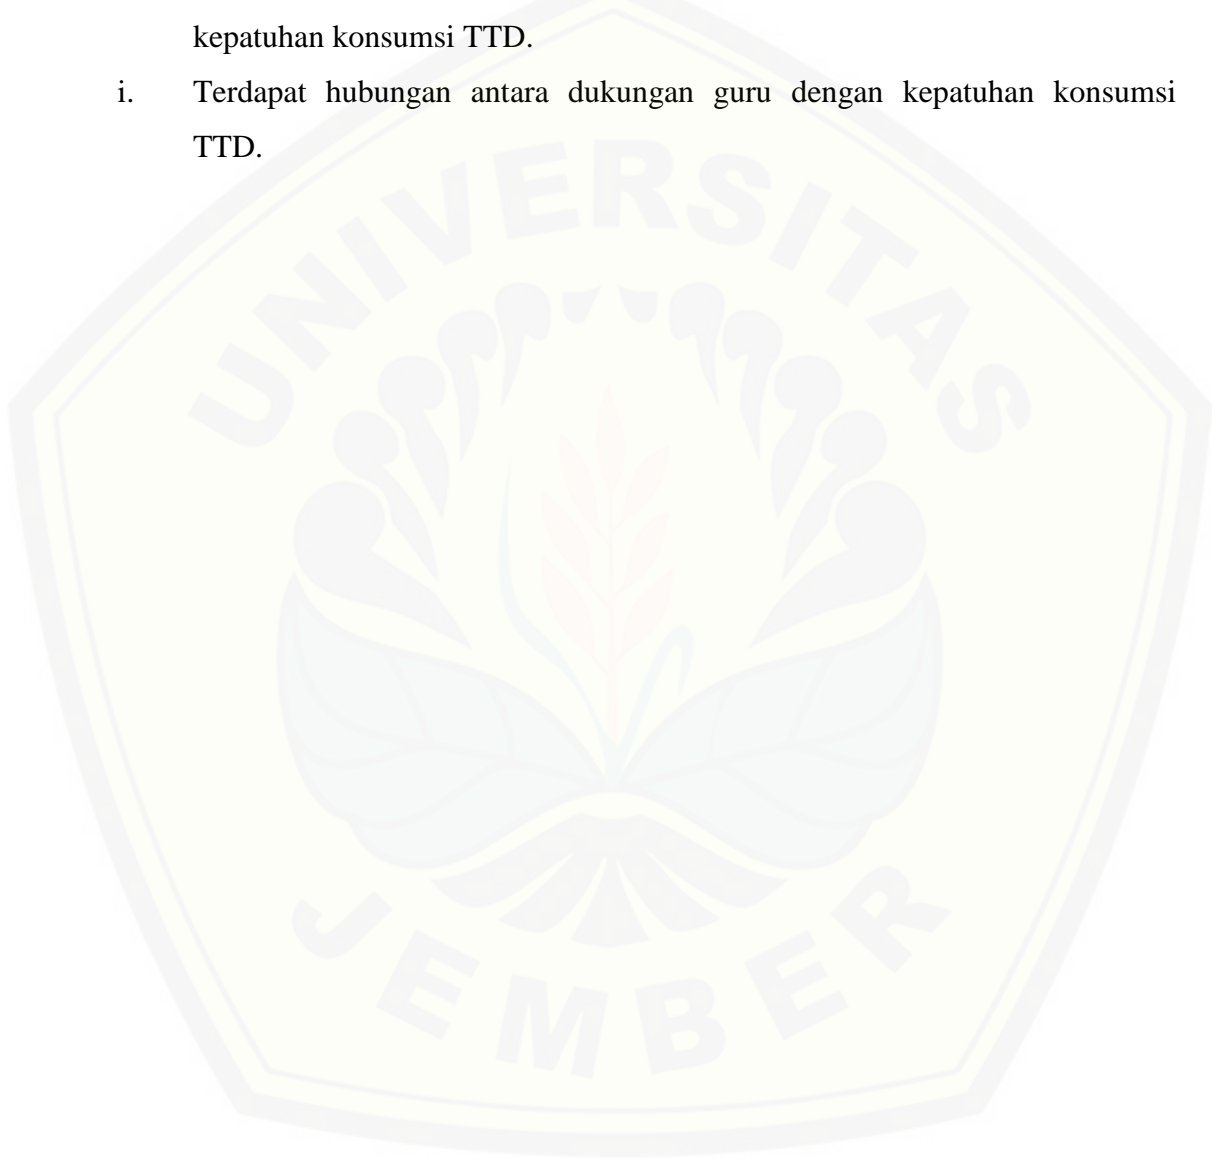 kepatuhan konsumsi TTD.
i. Terdapat hubungan antara dukungan guru dengan kepatuhan konsumsi
TTD.
UNIVERSITAS
JEMBER